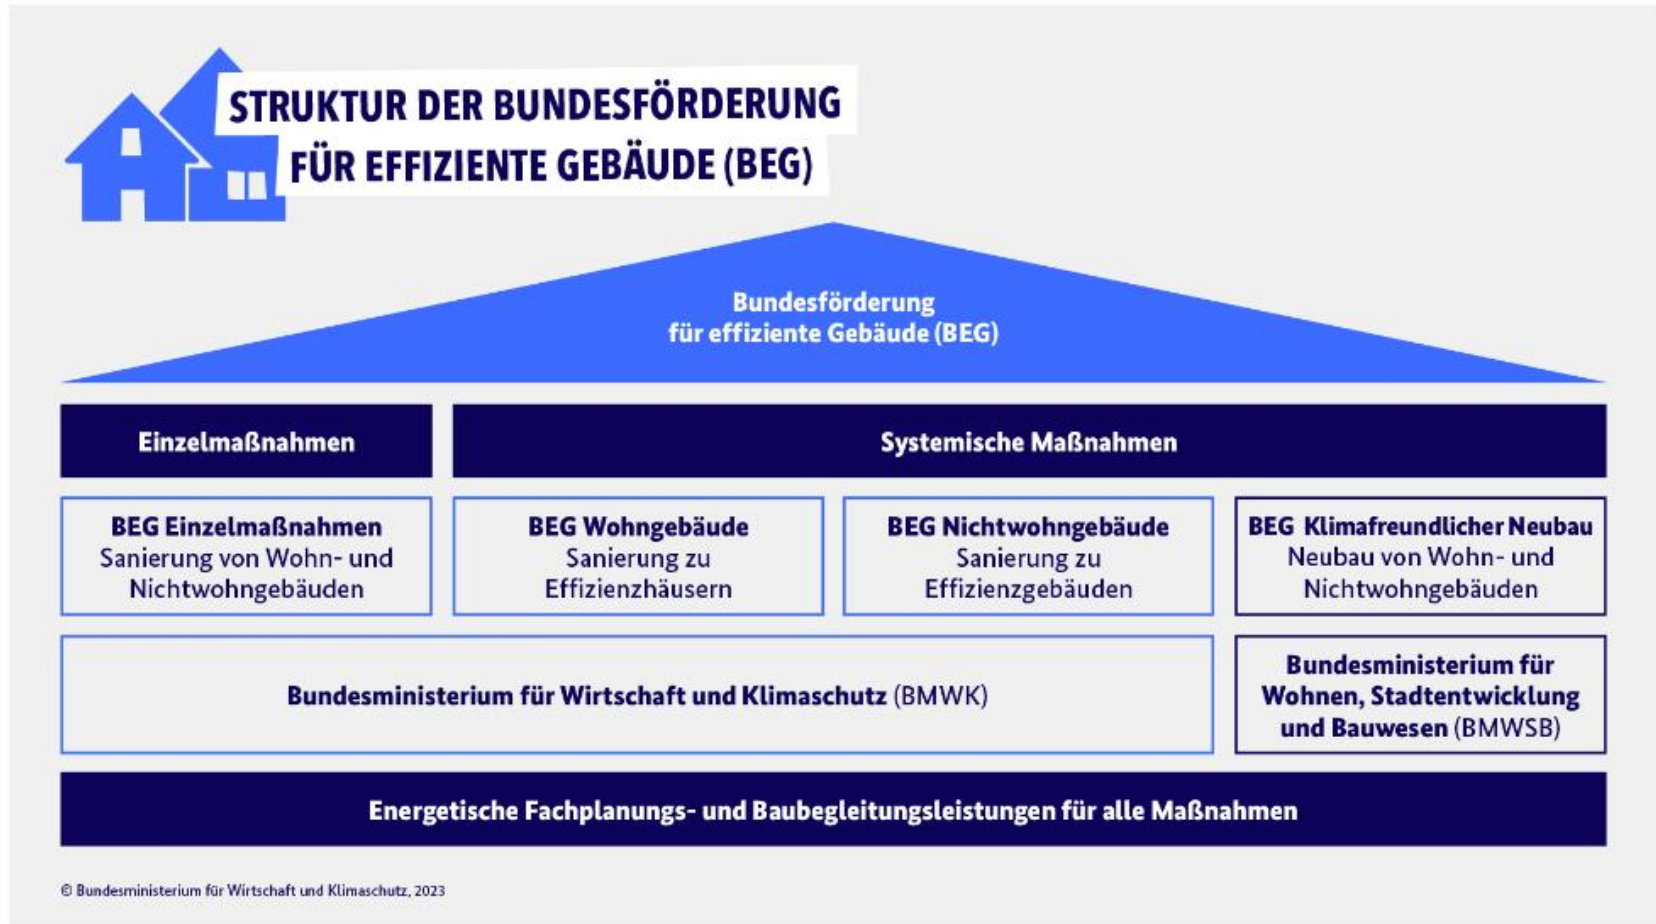 STRUKTUR DER BUNDESFÖRDERUNG
FÜR EFFIZIENTE GEBÄUDE (BEG)
Bundesförderung
für effiziente Gebäude (BEG)
Einzelmaßnahmen
Systemische Maßnahmen
BEG Einzelmaßnahmen
Sanierung von Wohn- und
Nichtwohngebäuden
BEG Wohngebäude
Sanierung zu
Effizienzhäusern
BEG Nichtwohngebäude
Sanierung zu
Effizienzgebäuden
BEG Klimafreundlicher Neubau
Neubau von Wohn- und
Nichtwohngebäuden
Bundesministerium für Wirtschaft und Klimaschutz (BMWK)
Bundesministerium für
Wohnen, Stadtentwicklung
und Bauwesen (BMWSB)
Energetische Fachplanungs- und Baubegleitungsleistungen für alle Maßnahmen
© Bundesministerium für Wirtschaft und Klimaschutz, 2023